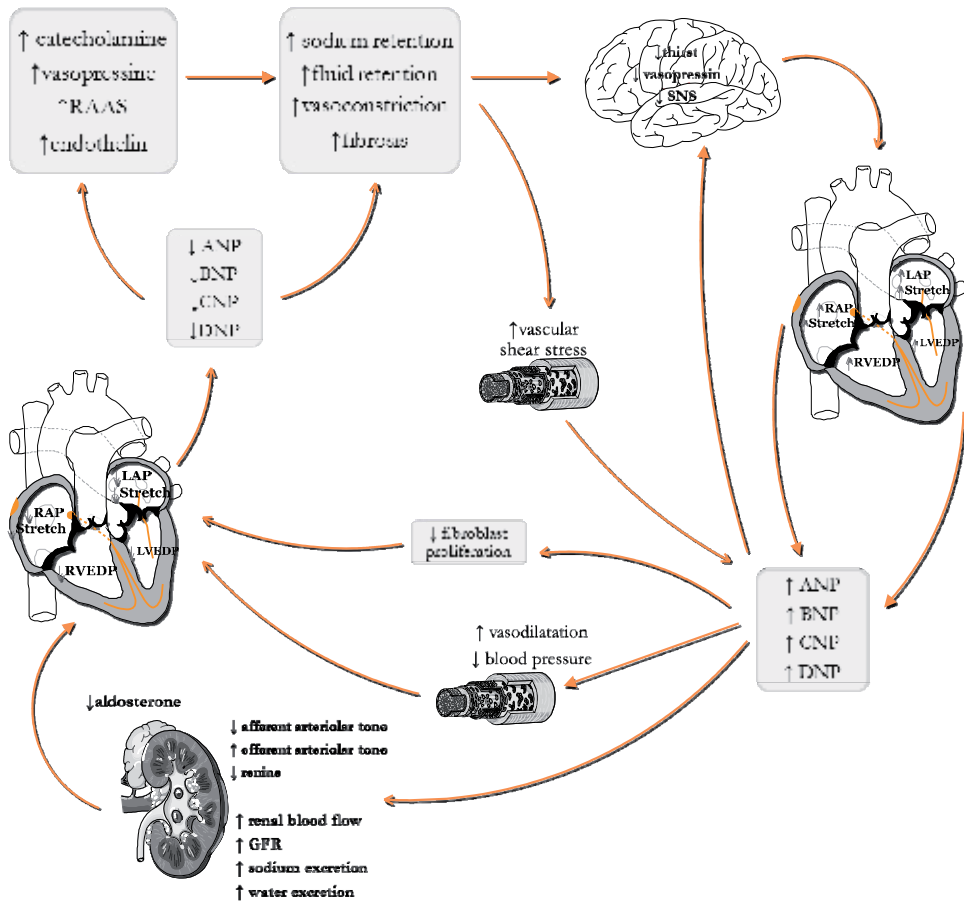 ↑ catecholamine
↑vasopressine
↑RAAS
↑endothelin
↑ sodium retention
↑fluid retention
↑vasoconstriction
↑fibrosis
↓thirst
↓ vasopressin
↓ SNS
↓ ANP
↓BNP
↓CNP
↓DNP
↑LAP
Stretch
↑RAP
Stretch
↑LVEDP
↑RVEDP
↑vascular
shear stress
↓LAP
Stretch
↓RAP
Stretch
↓LVEDP
↓RVEDP
↓ fibroblast
proliferation
↑ ANP
↑ BNP
↑ CNP
↑ DNP
↑ vasodilatation
↓ blood pressure
↓aldosterone
↓ afferent arteriolar tone
↑ efferent arteriolar tone
↓ renine
↑ renal blood flow
↑ GFR
↑ sodium excretion
↑ water excretion